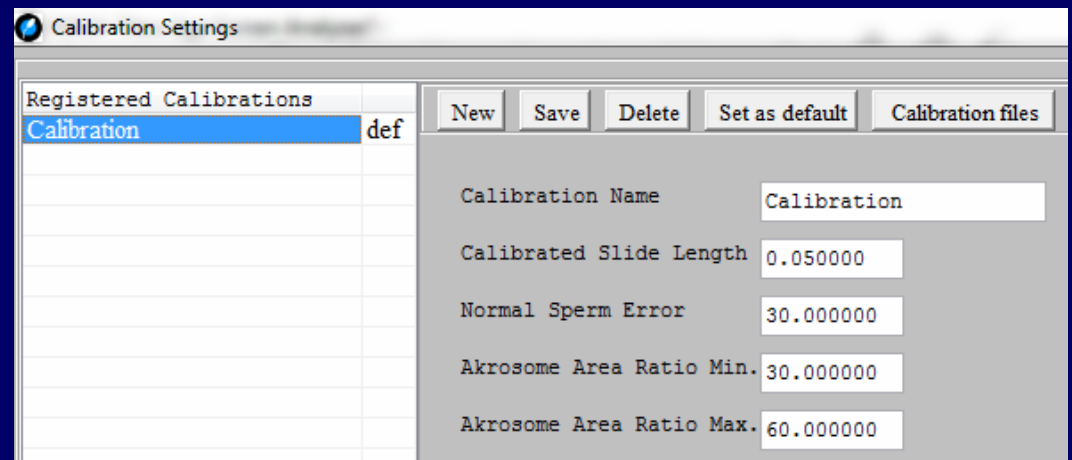 Calibration Settings
Registered Calibrations
Calibration def
New Save Delete Set as default Calibration files
Calibration Name Calibration
Calibrated Slide Length 0.050000
Normal Sperm Error 30.000000
Akrosome Area Ratio Min. 30.000000
Akrosome Area Ratio Max. 60.000000